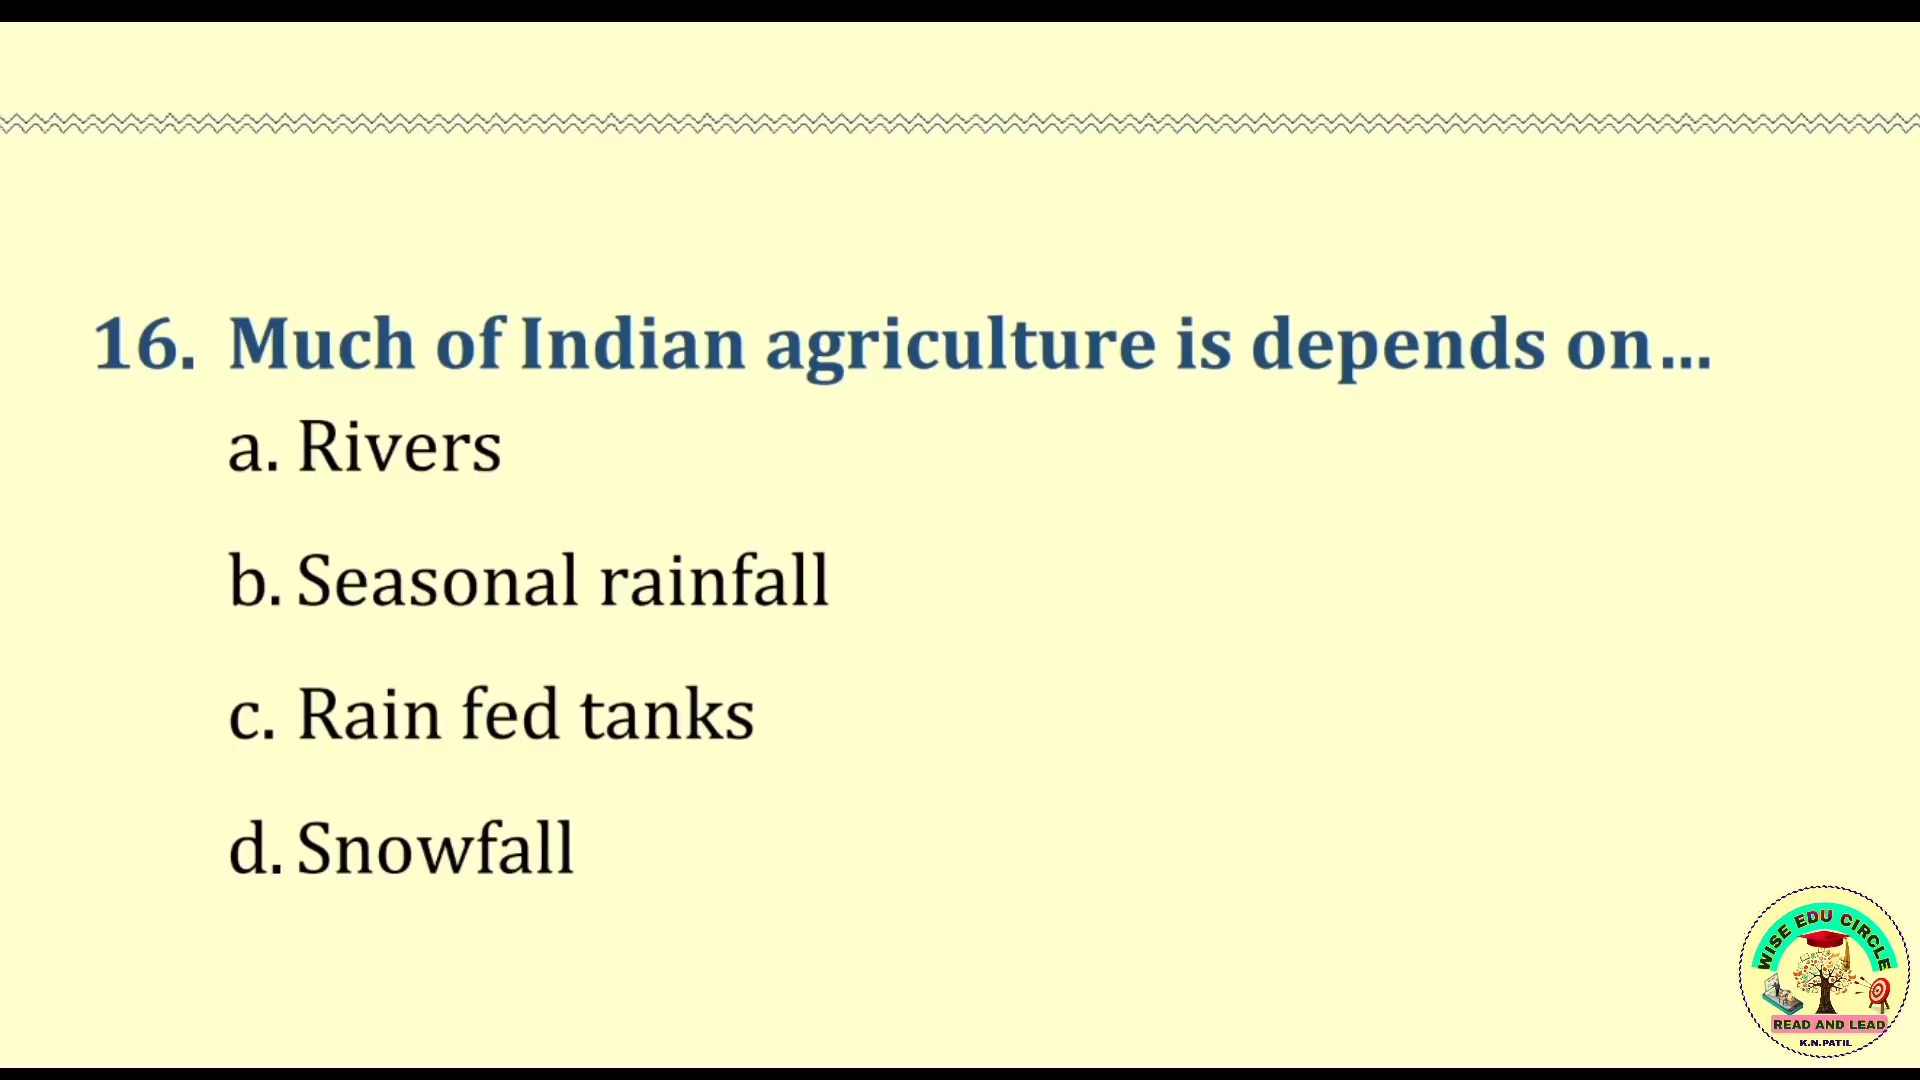 16. Much of Indian agriculture is depends on...
a. Rivers
b. Seasonal rainfall
c. Rain fed tanks
d. Snowfall
WISE EDU CIRCLE
READ AND LEAD
K.N.PATIL